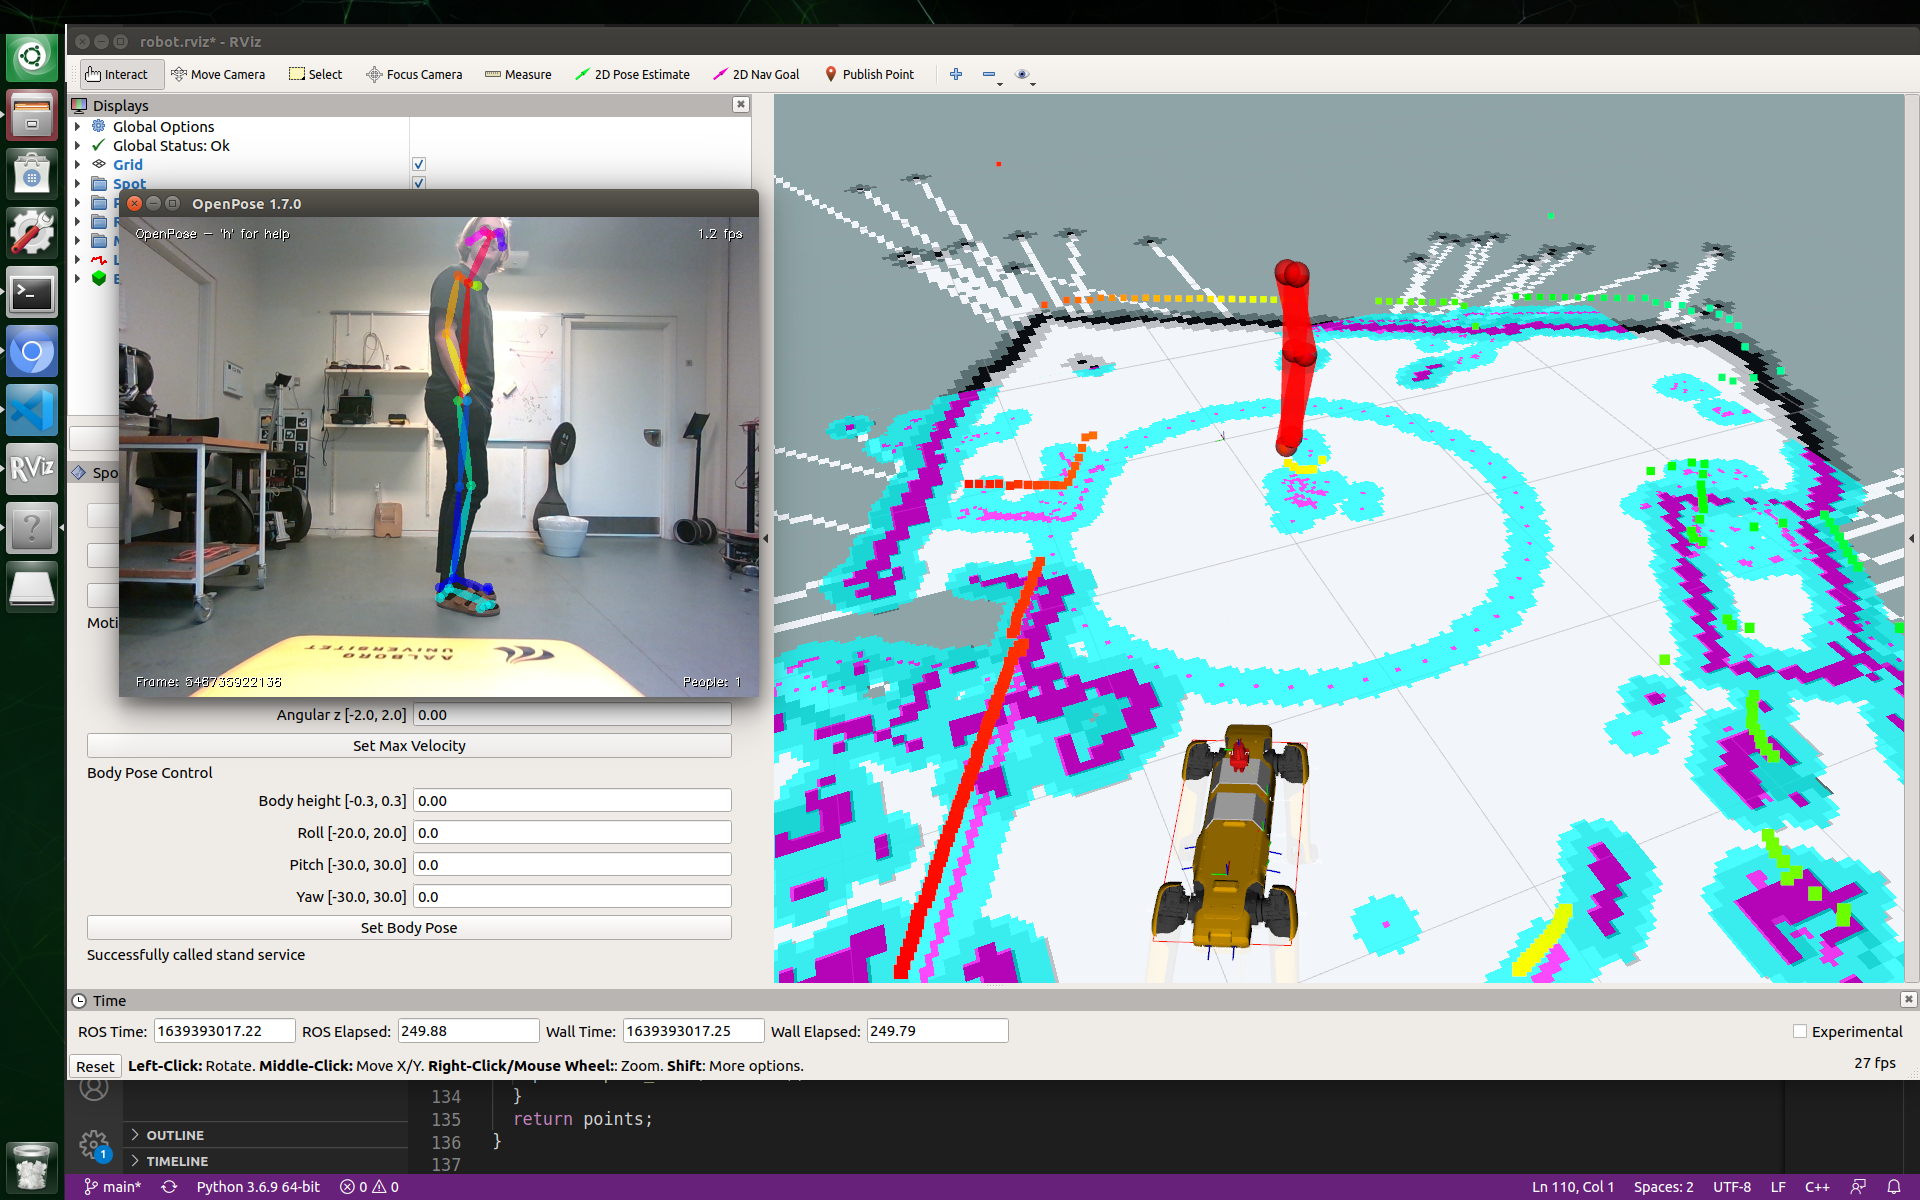 robot.rviz* - RViz
Interact
Move Camera
Select
Focus Camera
Measure
2D Pose Estimate
2D Nav Goal
Publish Point
Displays
Global Options
Global Status: Ok
Grid
Spot
OpenPose 1.7.0
OpenPose - 'h' for help
1.2 fps
AALBORG
UNIVERSITET
Frame: 548735922138
People: 1
RViz
Spo
Moti
Angular z [-2.0, 2.0] 0.00
Set Max Velocity
Body Pose Control
Body height [-0.3, 0.3] 0.00
Roll [-20.0, 20.0] 0.0
Pitch [-30.0, 30.0] 0.0
Yaw [-30.0, 30.0] 0.0
Set Body Pose
Successfully called stand service
Time
ROS Time: 1639393017.22 ROS Elapsed: 249.88 Wall Time: 1639393017.25 Wall Elapsed: 249.79
Experimental
Reset Left-Click: Rotate. Middle-Click: Move X/Y. Right-Click/Mouse Wheel:: Zoom. Shift: More options.
27 fps
134 }
135 return points;
136 }
137
OUTLINE
1
TIMELINE
main* Python 3.6.9 64-bit 0 0
Ln 110, Col 1 Spaces: 2 UTF-8 LF C++